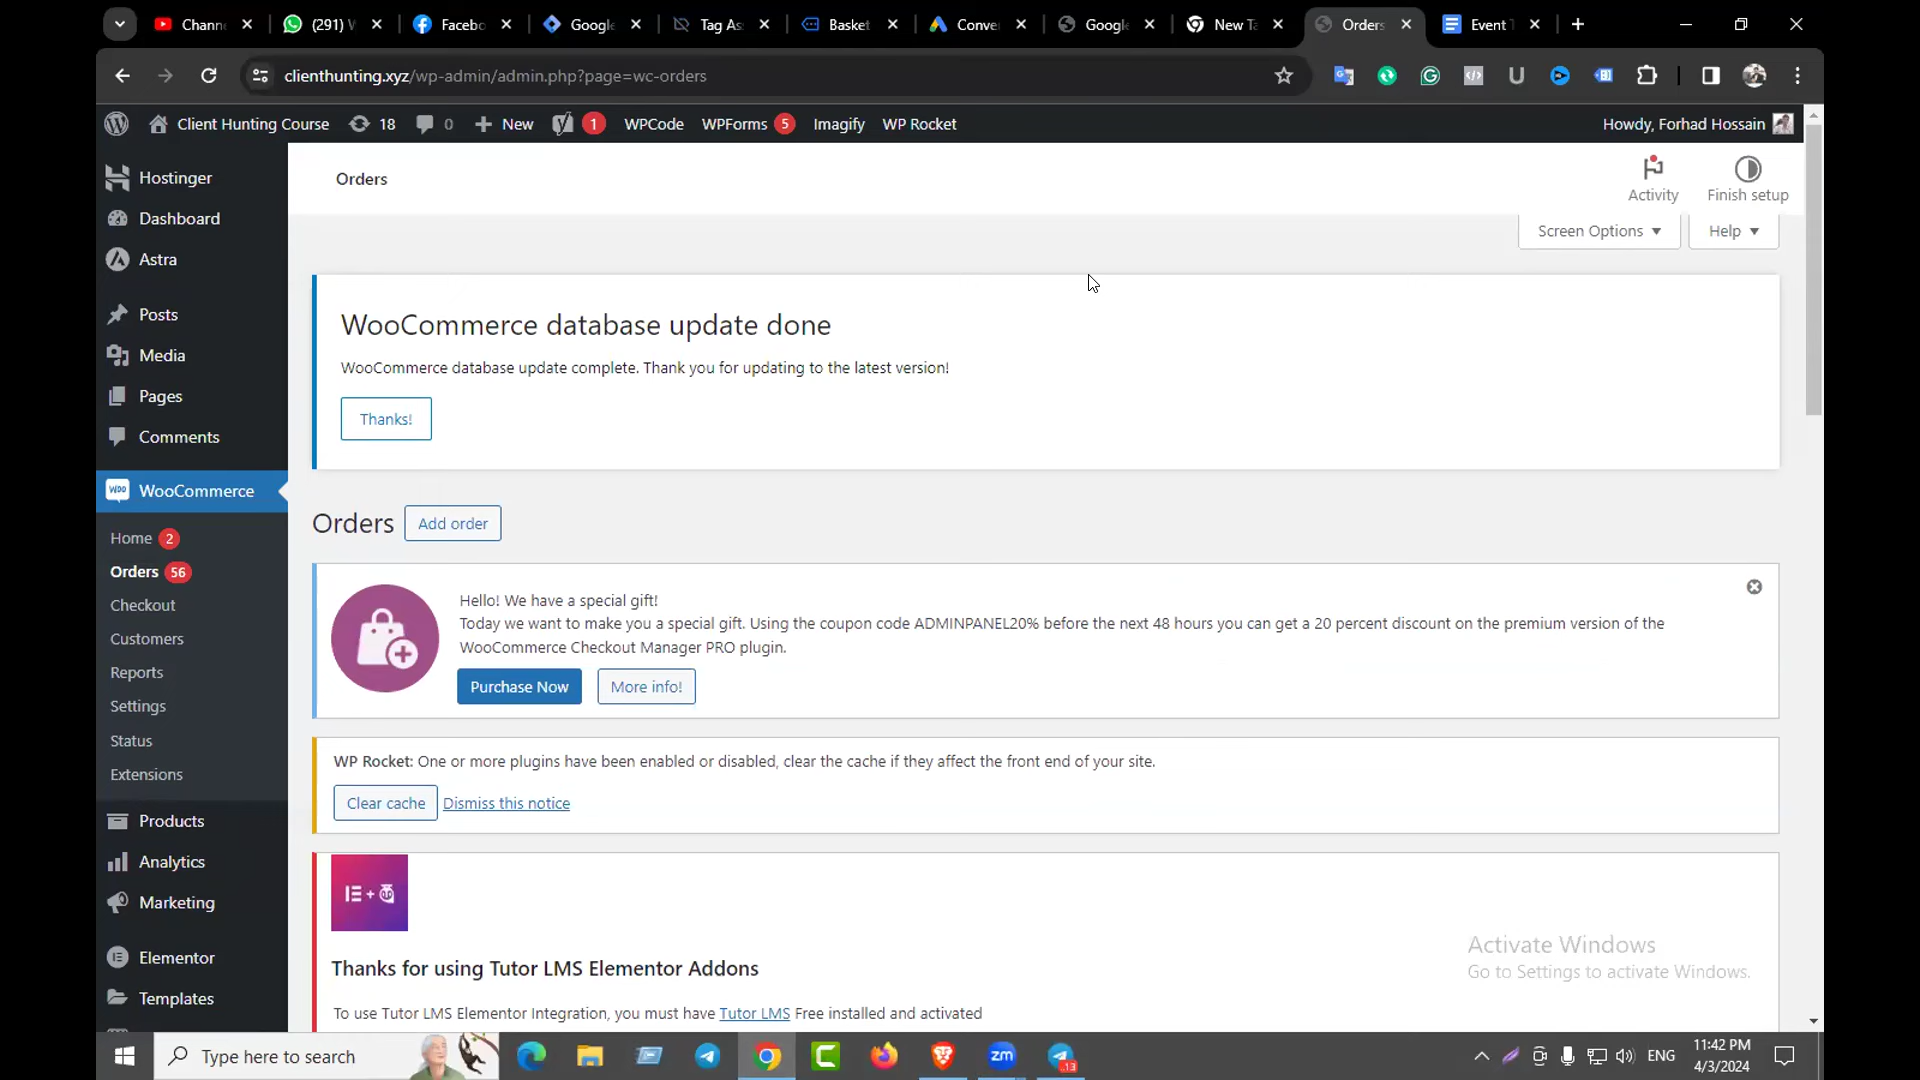 Chann
(291) W
Facebo
Google
Tag As
Basket
Conve
Google
New Ta
Orders
Event T
clienthunting.xyz/wp-admin/admin.php?page=wc-orders
Client Hunting Course
18
0
New
1
WPCode
WPForms 5
Imagify
WP Rocket
Howdy, Forhad Hossain
Hostinger
Dashboard
Astra
Posts
Media
Pages
Comments
WooCommerce
Home 2
Orders 56
Checkout
Customers
Reports
Settings
Status
Extensions
Products
Analytics
Marketing
Elementor
Templates
Orders
Activity
Finish setup
Screen Options
Help
WooCommerce database update done
WooCommerce database update complete. Thank you for updating to the latest version!
Thanks!
Orders
Add order
Hello! We have a special gift!
Today we want to make you a special gift. Using the coupon code ADMINPANEL20% before the next 48 hours you can get a 20 percent discount on the premium version of the
WooCommerce Checkout Manager PRO plugin.
Purchase Now
More info!
WP Rocket: One or more plugins have been enabled or disabled, clear the cache if they affect the front end of your site.
Clear cache
Dismiss this notice
Thanks for using Tutor LMS Elementor Addons
To use Tutor LMS Elementor Integration, you must have Tutor LMS Free installed and activated
Activate Windows
Go to Settings to activate Windows.
Type here to search
zm
13
ENG
11:42 PM
4/3/2024